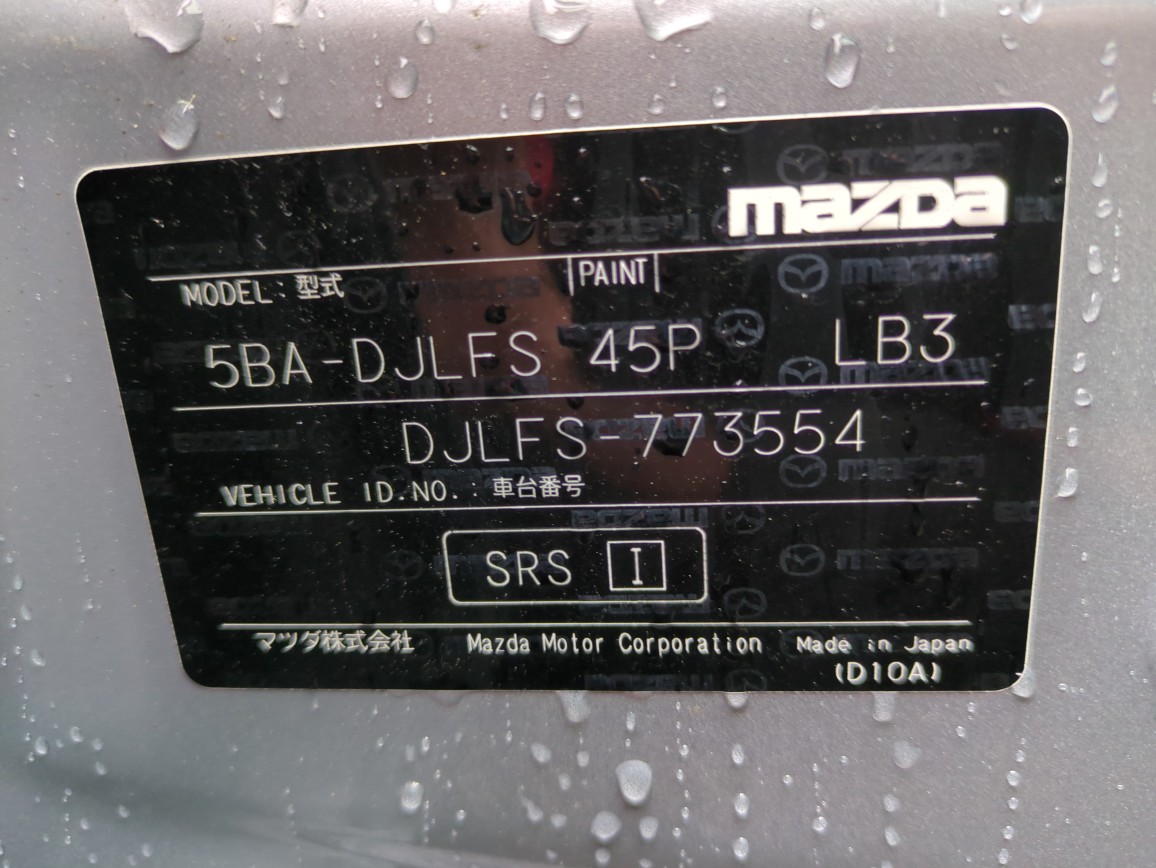 mazda
MODEL : 型式 PAINT
5BA-DJLFS 45P LB3
DJLFS-773554
VEHICLE ID.NO. : 車台番号
SRS I
マツダ株式会社 Mazda Motor Corporation Made in Japan
(D10A)